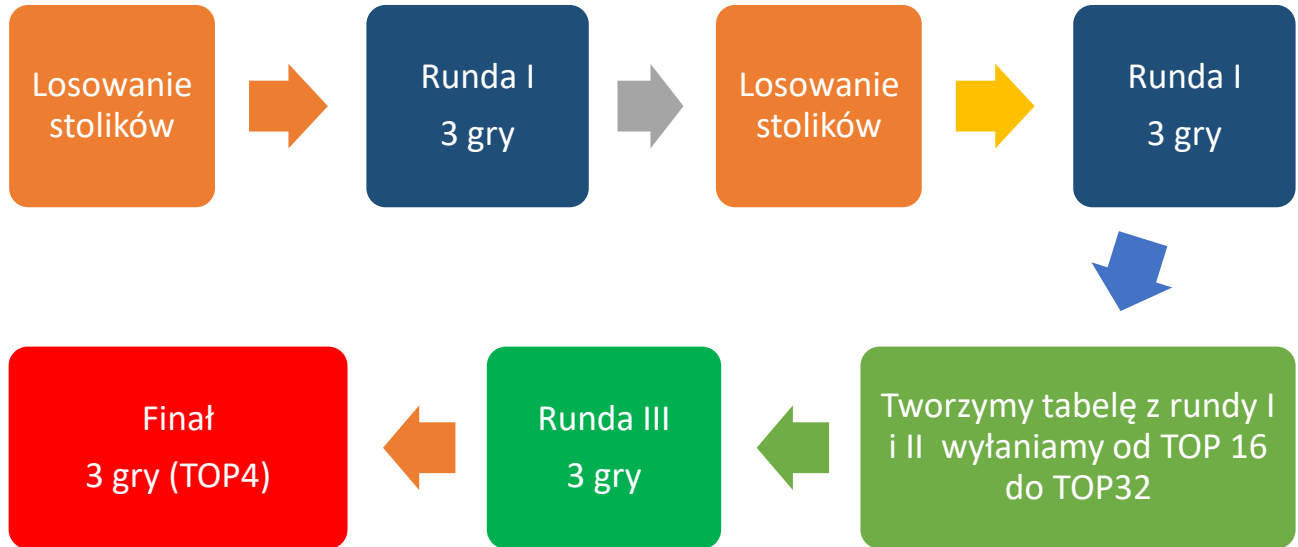 Losowanie
stolików
Runda I
3 gry
Losowanie
stolików
Runda I
3 gry
Tworzymy tabelę z rundy I
i II  wyłaniamy od TOP 16
do TOP32
Runda III
3 gry
Finał
3 gry (TOP4)